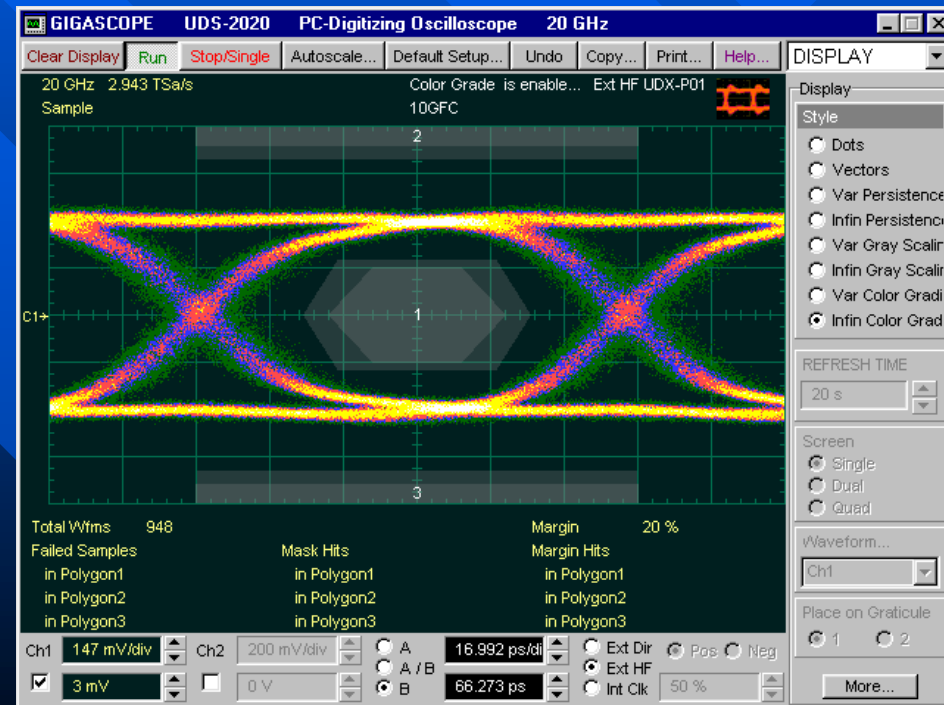 GIGASCOPE UDS-2020 PC-Digitizing Oscilloscope 20 GHz
Clear Display Run Stop/Single Autoscale... Default Setup... Undo Copy... Print... Help... DISPLAY
20 GHz 2.943 TSa/s Color Grade is enable... Ext HF UDX-P01
Sample 10GFC
Display
Style
Dots
Vectors
Var Persistence
Infin Persistence
Var Gray Scalin
Infin Gray Scalin
Var Color Gradi
Infin Color Grad
2
C1 1
3
REFRESH TIME
20 s
Screen
Single
Dual
Quad
Waveform...
Ch1
Place on Graticule
1 2
More...
Total Wfms 948 Margin 20 %
Failed Samples Mask Hits Margin Hits
in Polygon1 in Polygon1 in Polygon1
in Polygon2 in Polygon2 in Polygon2
in Polygon3 in Polygon3 in Polygon3
Ch1 147 mV/div Ch2 200 mV/div A 16.992 ps/di Ext Dir Pos Neg
A / B Ext HF
3 mV 0 V B 66.273 ps Int Clk 50 %